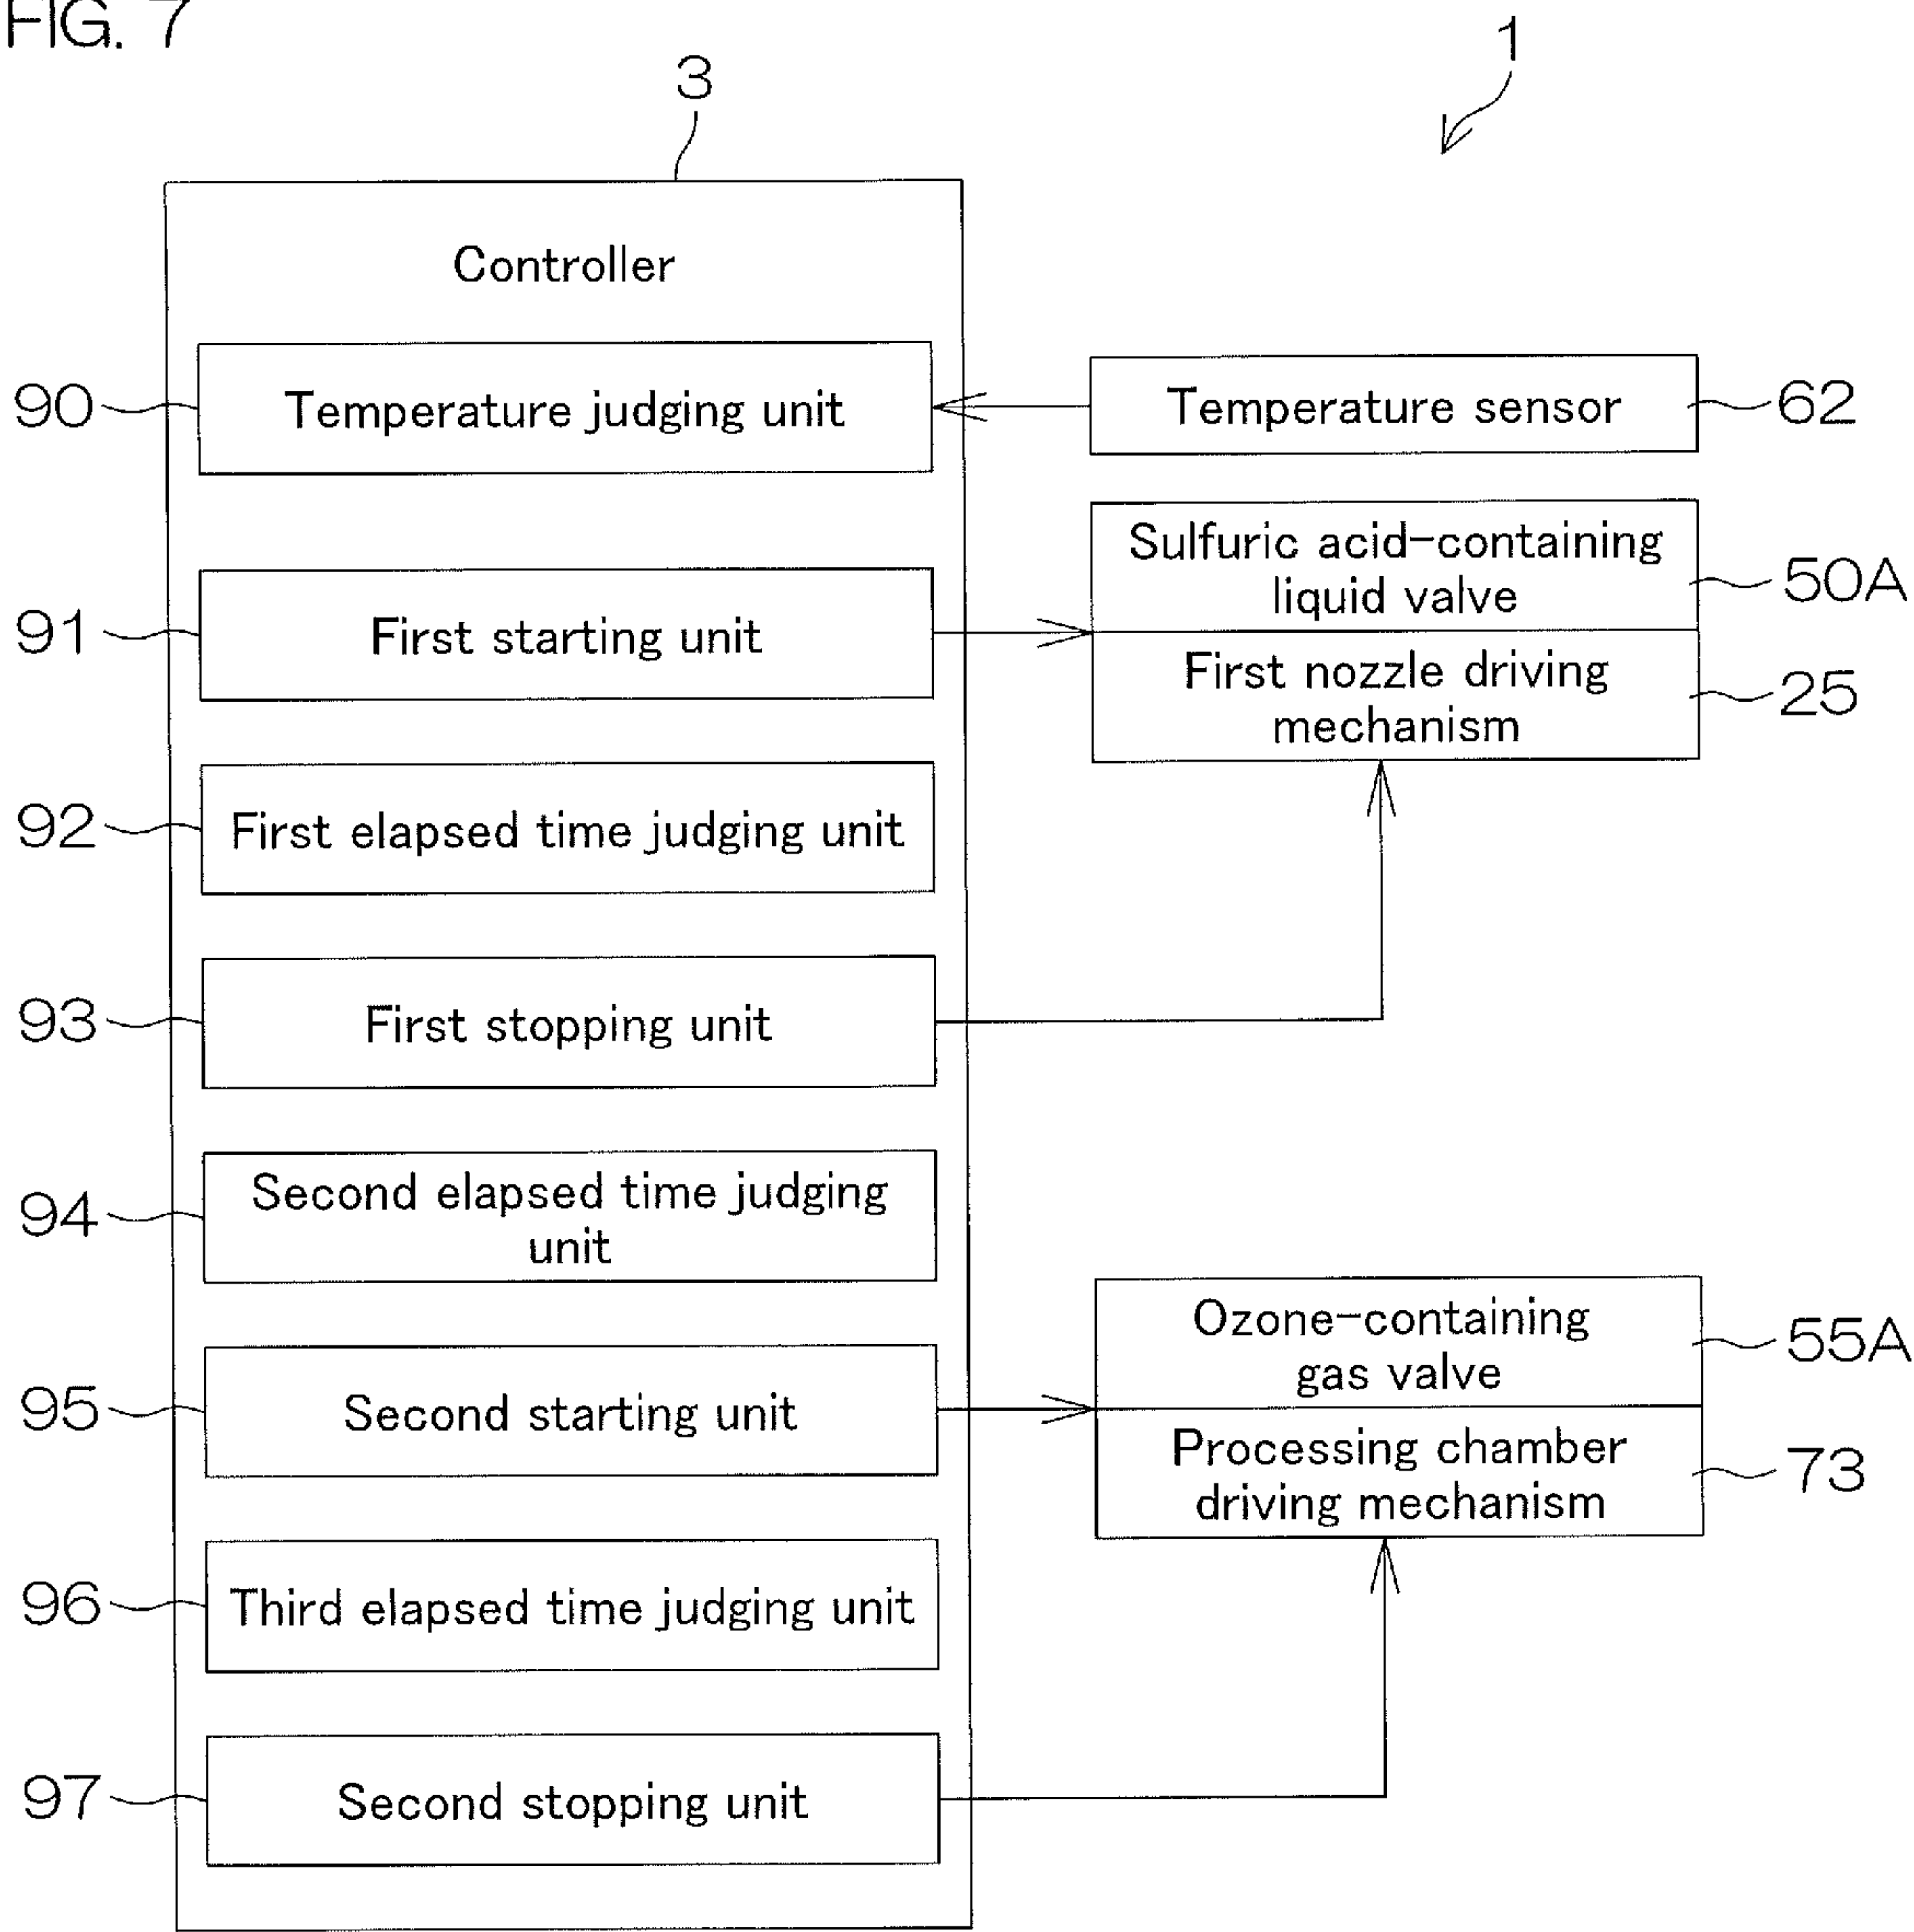 FIG. 7
1
3
Controller
90
Temperature judging unit
Temperature sensor
62
Sulfuric acid-containing
liquid valve
50A
91
First starting unit
First nozzle driving
mechanism
25
92
First elapsed time judging unit
93
First stopping unit
94
Second elapsed time judging
unit
Ozone-containing
gas valve
55A
95
Second starting unit
Processing chamber
driving mechanism
73
96
Third elapsed time judging unit
97
Second stopping unit